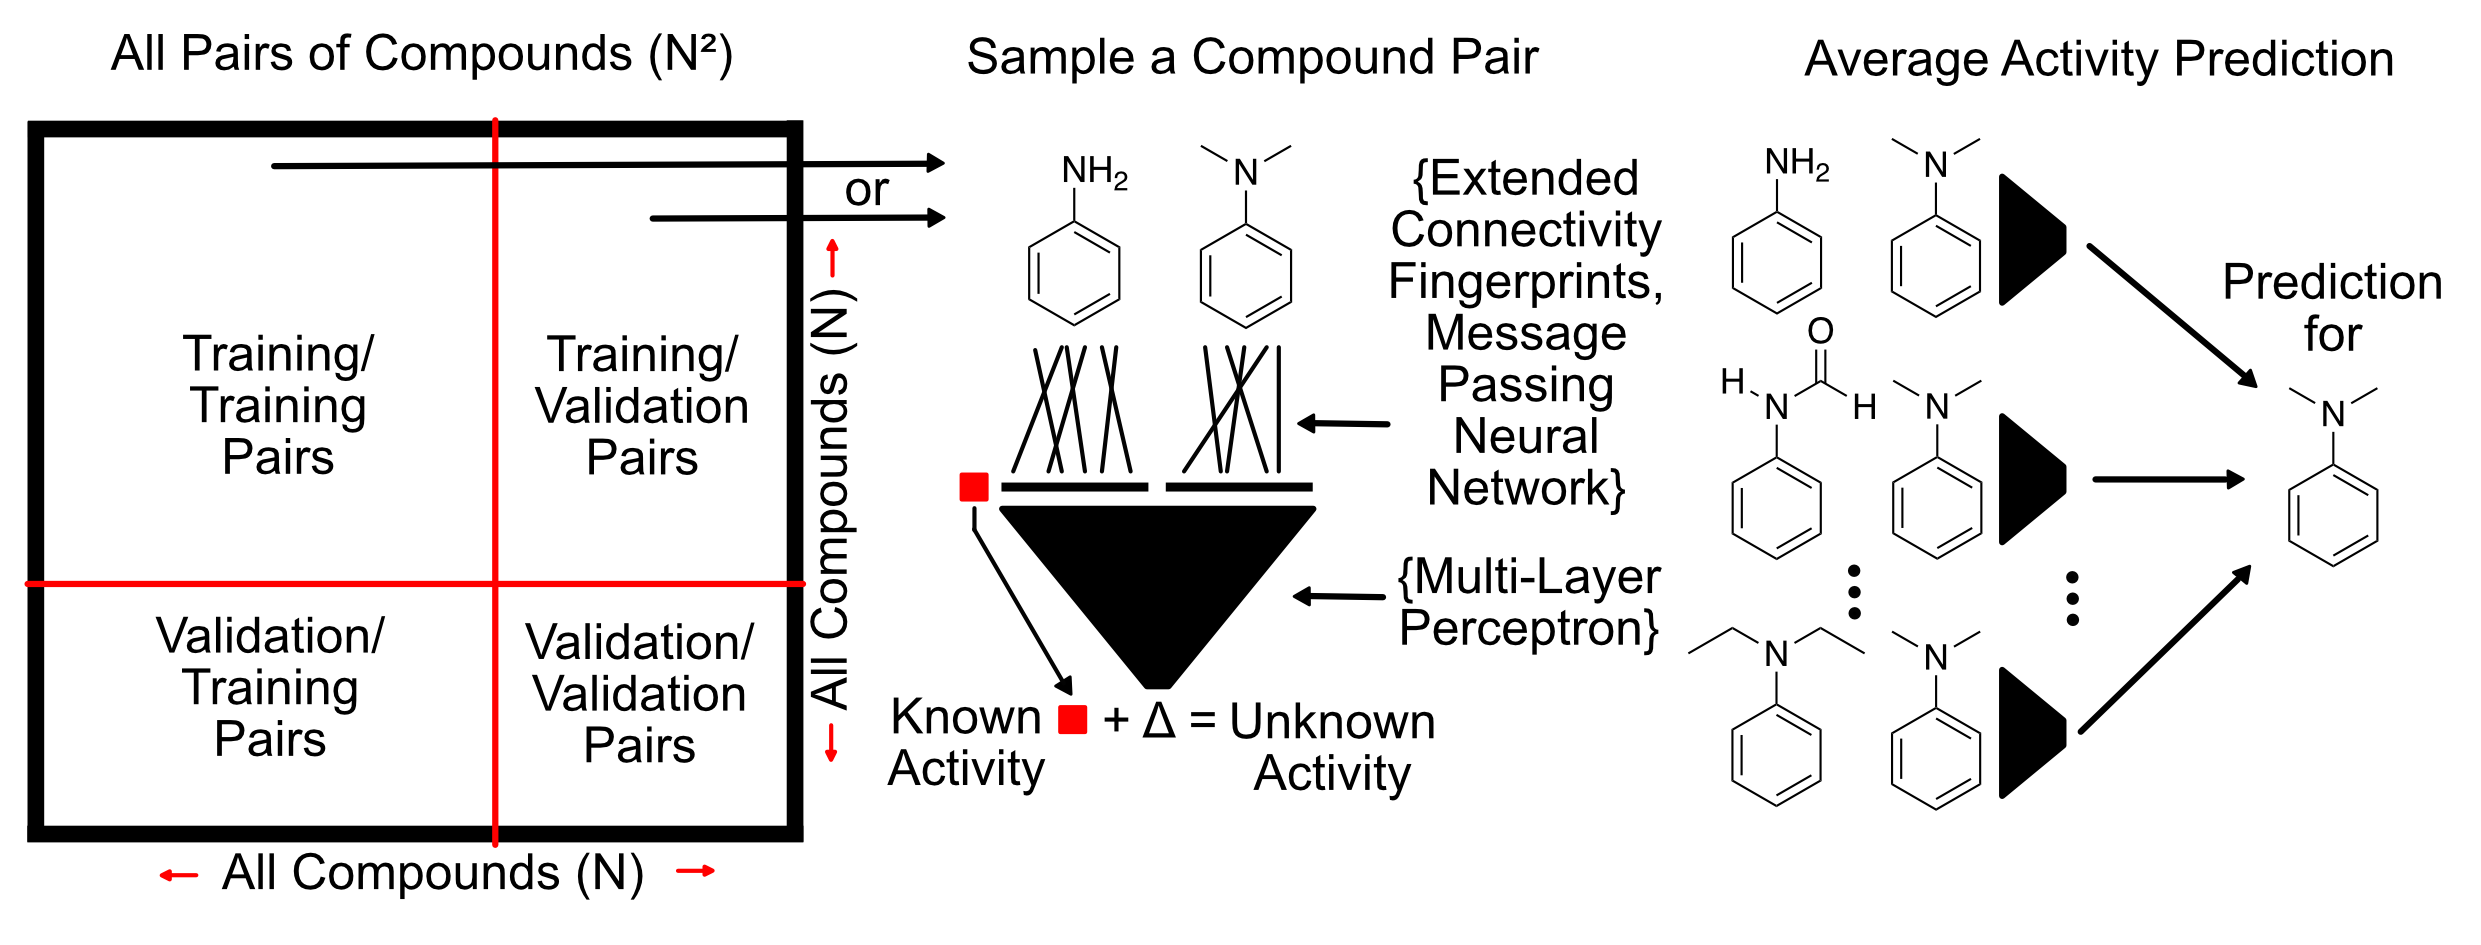 All Pairs of Compounds (N²)
Training/
Training
Pairs
Training/
Validation
Pairs
Validation/
Training
Pairs
Validation/
Validation
Pairs
All Compounds (N)
All Compounds (N)
or
Sample a Compound Pair
NH₂
N
{Extended
Connectivity
Fingerprints,
Message
Passing
Neural
Network}
{Multi-Layer
Perceptron}
Known + Δ = Unknown
Activity
Activity
Average Activity Prediction
NH₂
N
O
H
N
H
N
N
N
Prediction
for
N